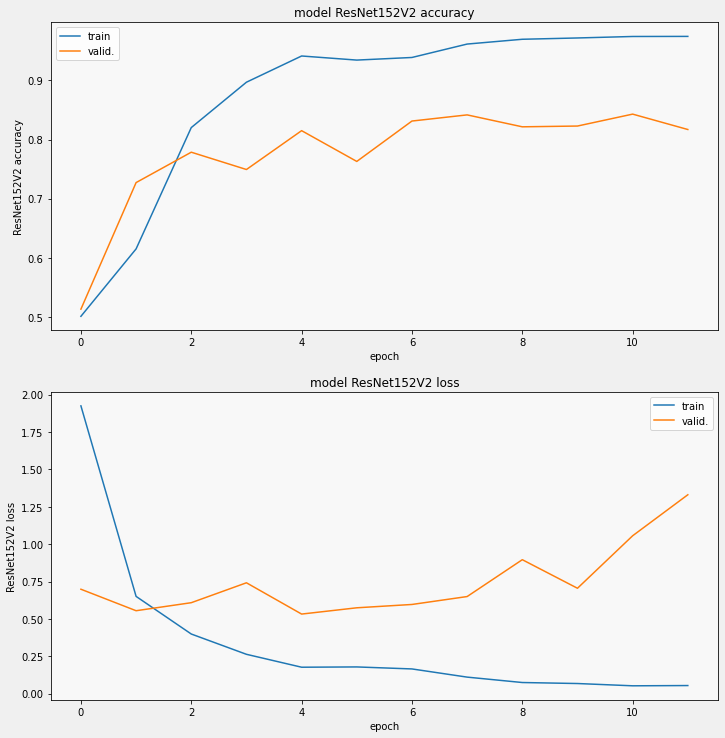 model ResNet152V2 accuracy
train
valid.
ResNet152V2 accuracy
0.9
0.8
0.7
0.6
0.5
0 2 4 6 8 10
epoch
model ResNet152V2 loss
train
valid.
ResNet152V2 loss
2.00
1.75
1.50
1.25
1.00
0.75
0.50
0.25
0.00
0 2 4 6 8 10
epoch